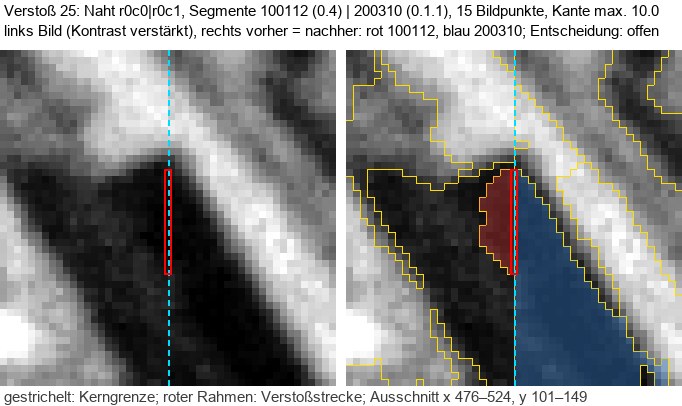 Verstoß 25: Naht r0c0|r0c1, Segmente 100112 (0.4) | 200310 (0.1.1), 15 Bildpunkte, Kante max. 10.0
links Bild (Kontrast verstärkt), rechts vorher = nachher: rot 100112, blau 200310; Entscheidung: offen
gestrichelt: Kerngrenze; roter Rahmen: Verstoßstrecke; Ausschnitt x 476–524, y 101–149